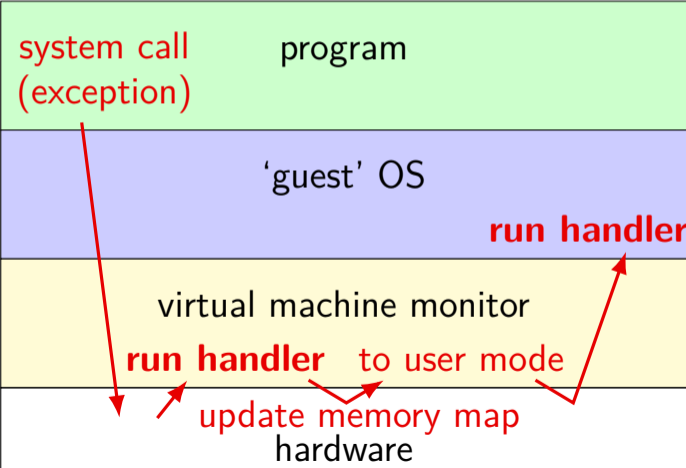 system call
(exception)
program
‘guest’ OS
run handler
virtual machine monitor
run handler
to user mode
update memory map
hardware